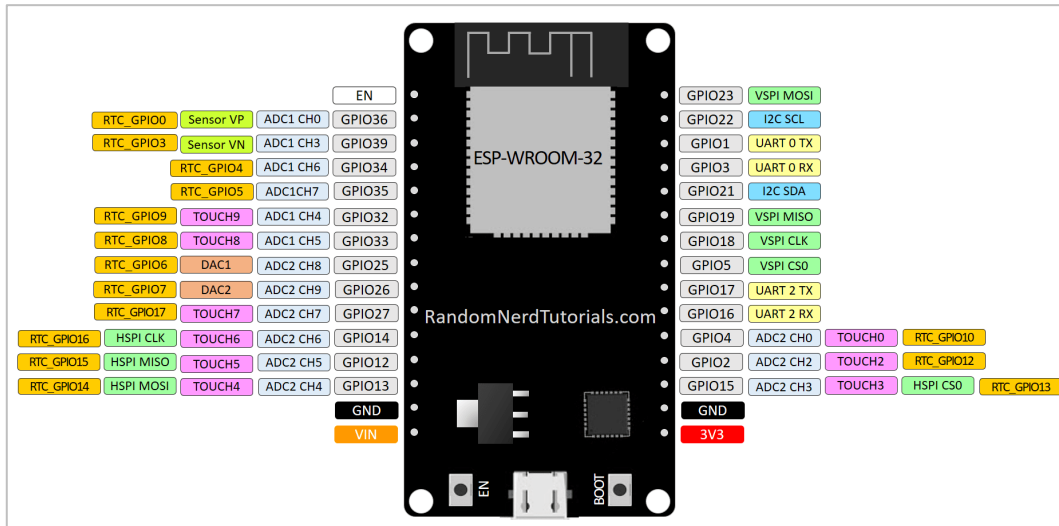 EN GPIO23 VSPI MOSI
RTC_GPIO0 Sensor VP ADC1 CH0 GPIO36 GPIO22 I2C SCL
RTC_GPIO3 Sensor VN ADC1 CH3 GPIO39 GPIO1 UART 0 TX
RTC_GPIO4 ADC1 CH6 GPIO34 ESP-WROOM-32 GPIO3 UART 0 RX
RTC_GPIO5 ADC1CH7 GPIO35 GPIO21 I2C SDA
RTC_GPIO9 TOUCH9 ADC1 CH4 GPIO32 GPIO19 VSPI MISO
RTC_GPIO8 TOUCH8 ADC1 CH5 GPIO33 GPIO18 VSPI CLK
RTC_GPIO6 DAC1 ADC2 CH8 GPIO25 GPIO5 VSPI CS0
RTC_GPIO7 DAC2 ADC2 CH9 GPIO26 GPIO17 UART 2 TX
RTC_GPIO17 TOUCH7 ADC2 CH7 GPIO27 RandomNerdTutorials.com GPIO16 UART 2 RX
RTC_GPIO16 HSPI CLK TOUCH6 ADC2 CH6 GPIO14 GPIO4 ADC2 CH0 TOUCH0 RTC_GPIO10
RTC_GPIO15 HSPI MISO TOUCH5 ADC2 CH5 GPIO12 GPIO2 ADC2 CH2 TOUCH2 RTC_GPIO12
RTC_GPIO14 HSPI MOSI TOUCH4 ADC2 CH4 GPIO13 GPIO15 ADC2 CH3 TOUCH3 HSPI CS0 RTC_GPIO13
GND GND
VIN 3V3
EN BOOT